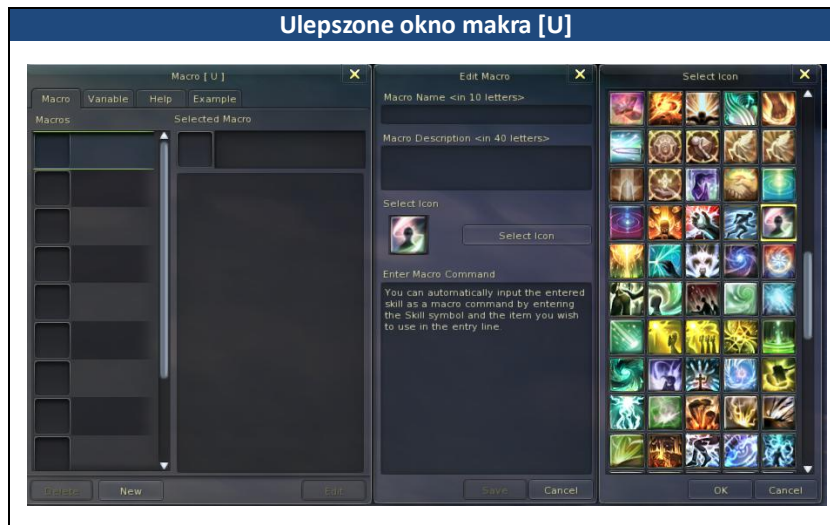 Ulepszone okno makra [U]
Macro [ U ]
Macro Variable Help Example
Macros Selected Macro
Delete New Edit
Edit Macro
Macro Name <in 10 letters>
Macro Description <in 40 letters>
Select Icon
Select Icon
Enter Macro Command
You can automatically input the entered
skill as a macro command by entering
the Skill symbol and the item you wish
to use in the entry line.
Save Cancel
Select Icon
OK Cancel